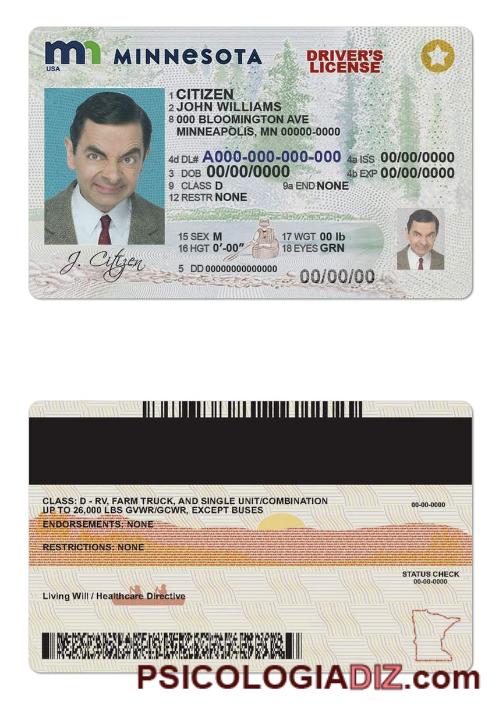 mn MINNESOTA
USA
DRIVER'S
LICENSE
1 CITIZEN
2 JOHN WILLIAMS
8 000 BLOOMINGTON AVE
MINNEAPOLIS, MN 00000-0000
4d DL# A000-000-000-000 4a ISS 00/00/0000
3 DOB 00/00/0000 4b EXP 00/00/0000
9 CLASS D 9a END NONE
12 RESTR NONE
15 SEX M 17 WGT 00 lb
16 HGT 0'-00" 18 EYES GRN
J. Citizen
5 DD 00000000000000
00/00/00
CLASS: D - RV, FARM TRUCK, AND SINGLE UNIT/COMBINATION
UP TO 26,000 LBS GVWR/GCWR, EXCEPT BUSES
00-00-0000
ENDORSEMENTS: NONE
RESTRICTIONS: NONE
STATUS CHECK
00-00-0000
Living Will / Healthcare Directive
PSICOLOGIADIZ.com